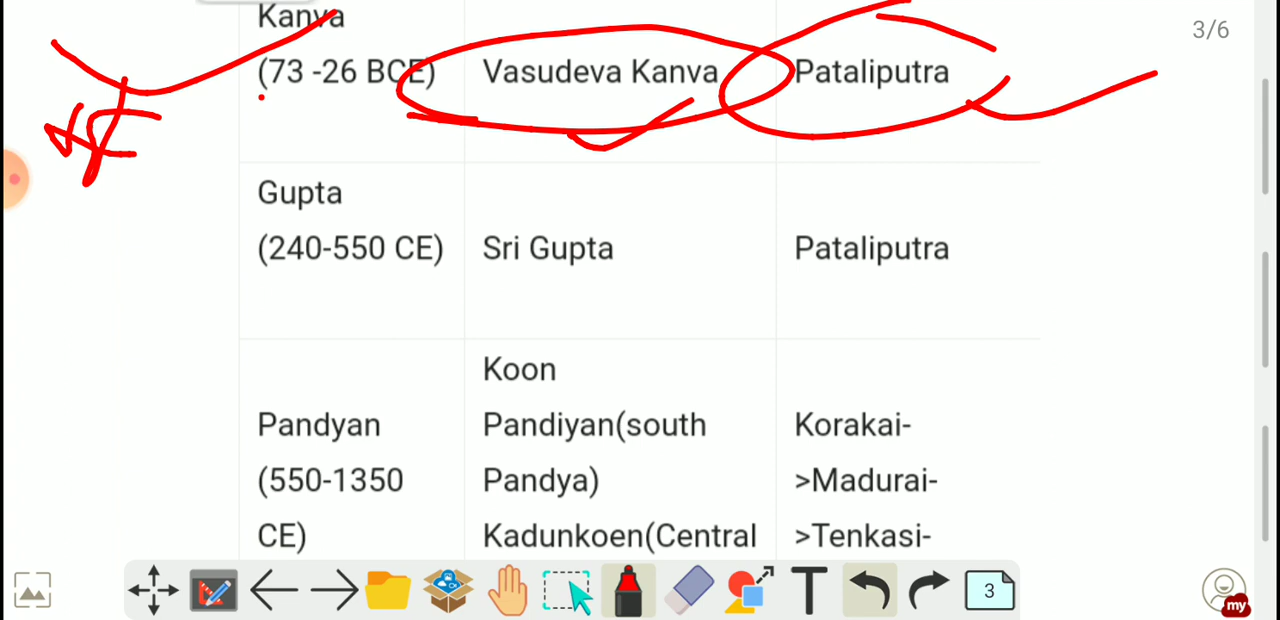 Kanva
3/6
(73 -26 BCE) Vasudeva Kanva Pataliputra
Gupta
(240-550 CE) Sri Gupta Pataliputra
Koon
Pandyan Pandiyan(south Korakai-
(550-1350 Pandya) >Madurai-
CE) Kadunkoen(Central >Tenkasi-
T 3
my